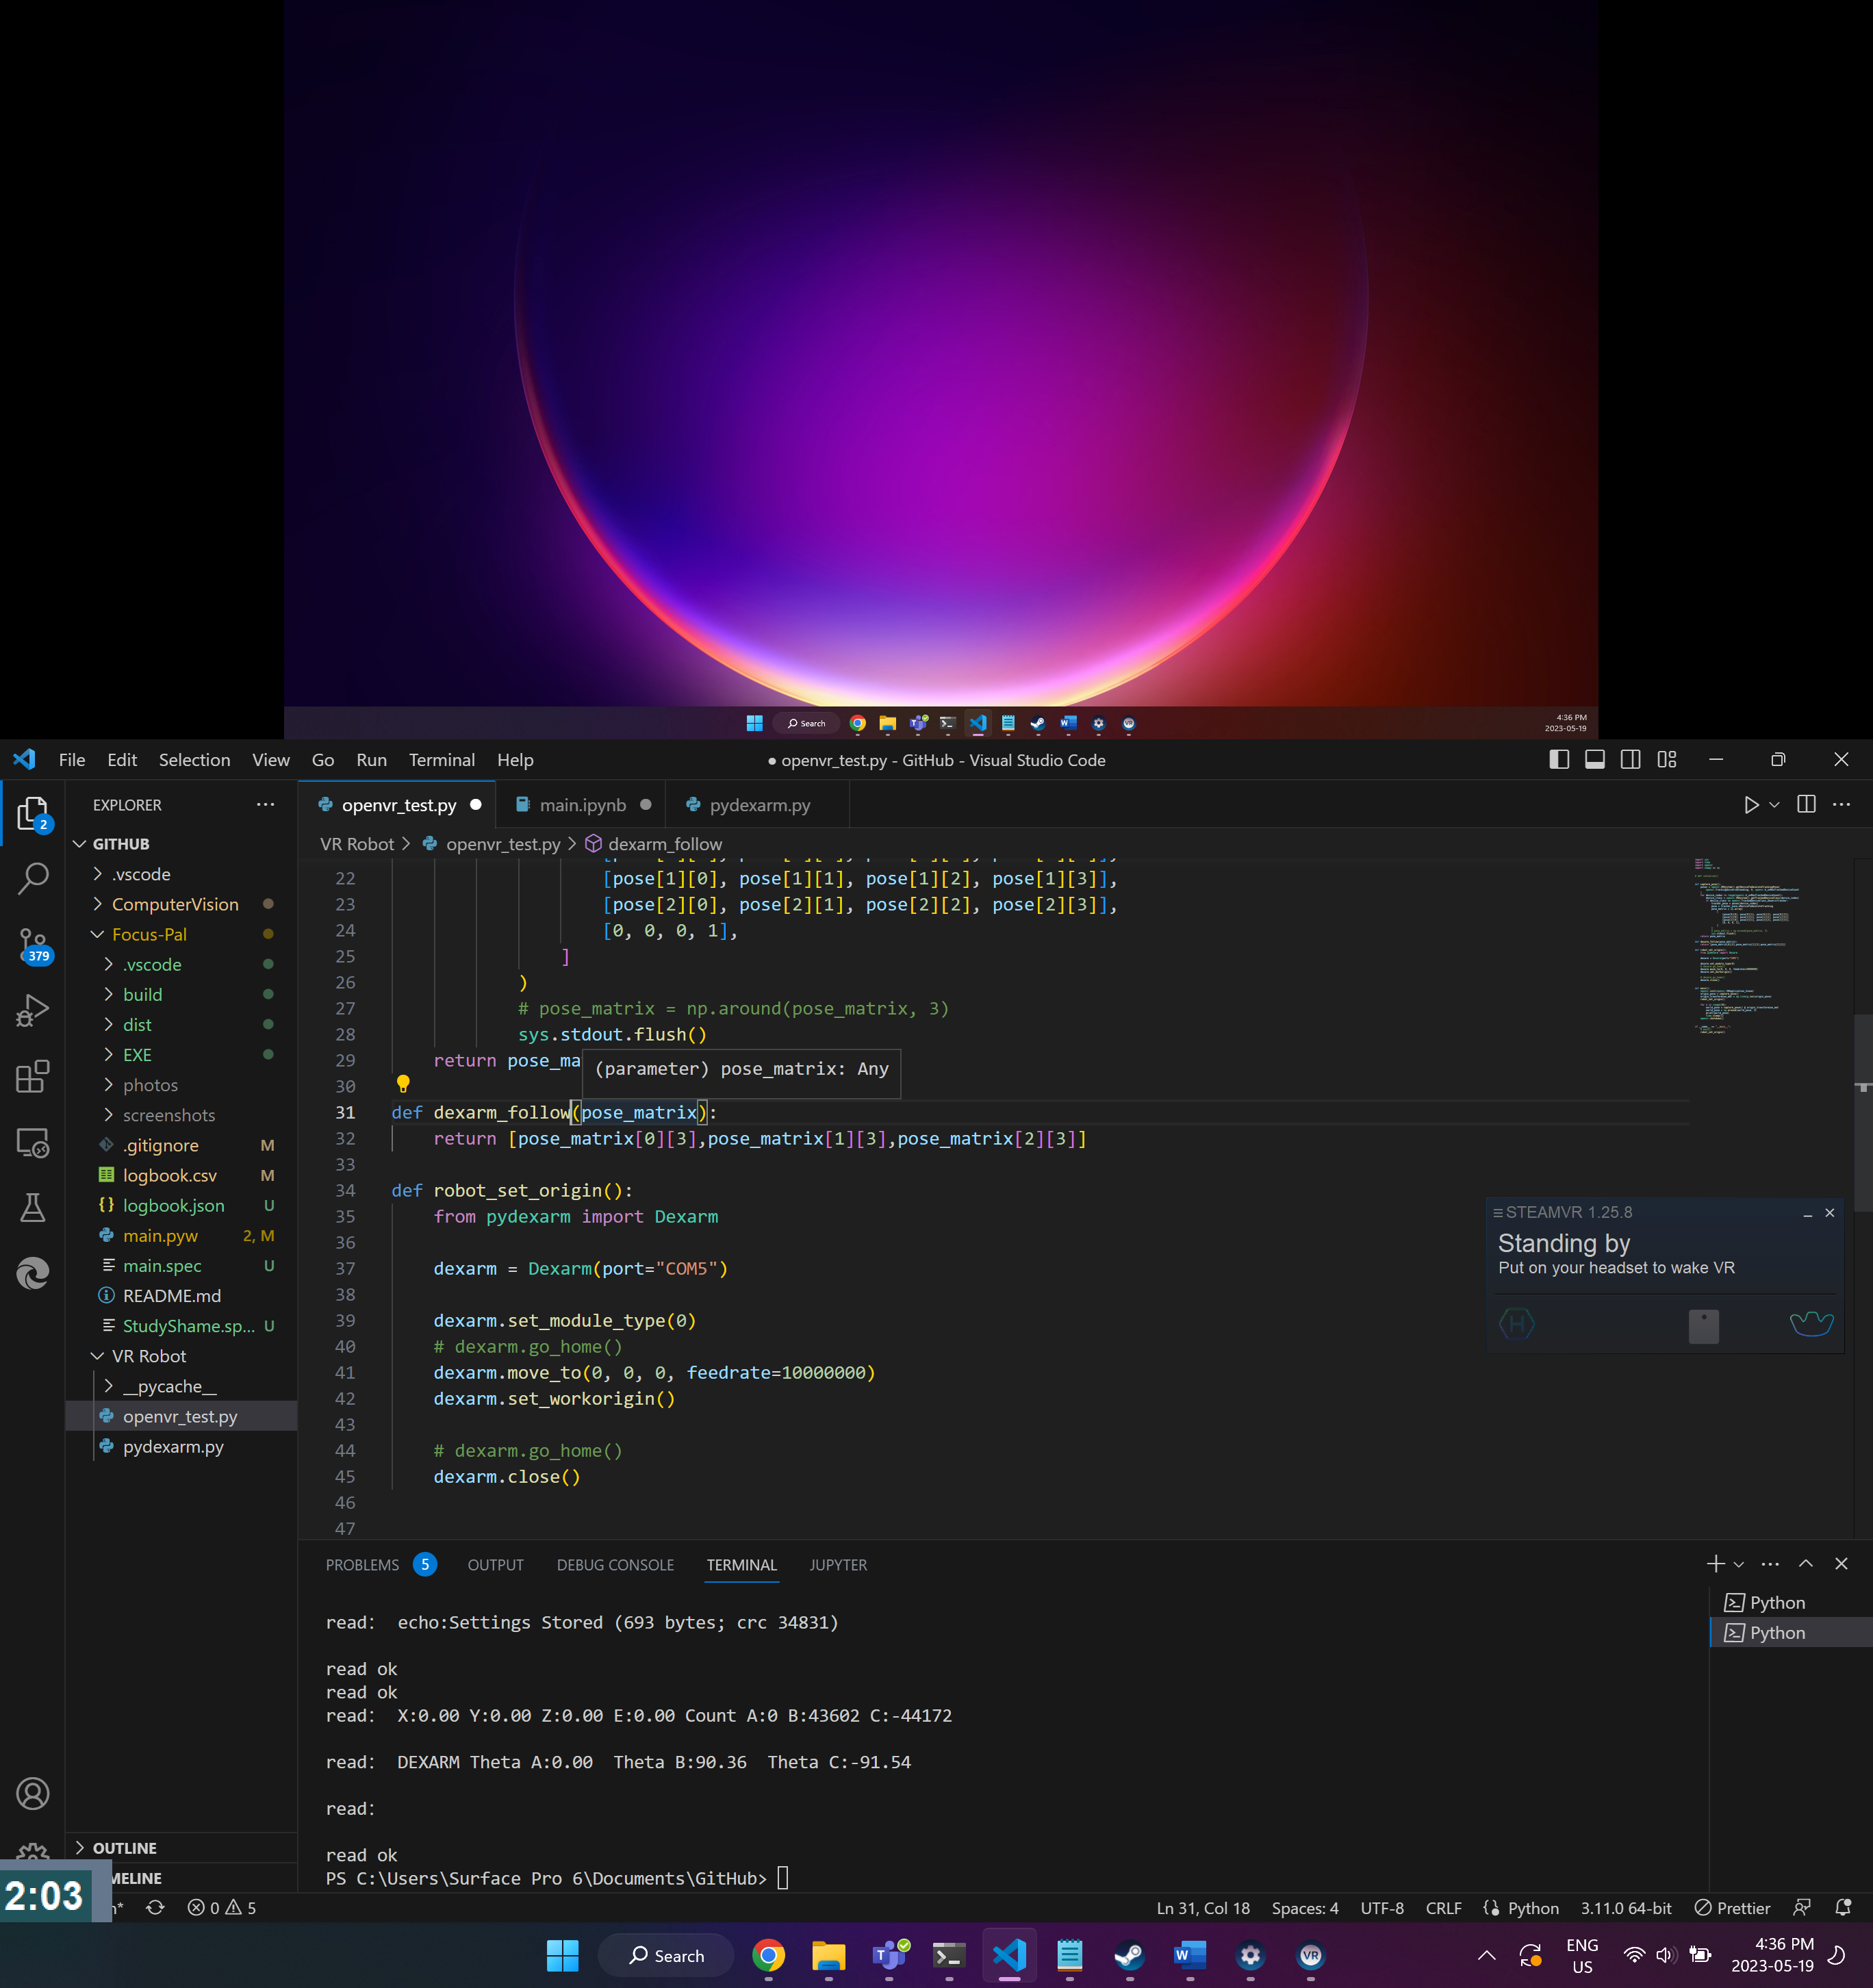 Search
4:36 PM
2023-05-19
File Edit Selection View Go Run Terminal Help
● openvr_test.py - GitHub - Visual Studio Code
EXPLORER
openvr_test.py
main.ipynb
pydexarm.py
VR Robot > openvr_test.py > dexarm_follow
2
379
GITHUB
.vscode
ComputerVision
Focus-Pal
.vscode
build
dist
EXE
photos
screenshots
.gitignore M
logbook.csv M
logbook.json U
main.pyw 2, M
main.spec U
README.md
StudyShame.sp... U
VR Robot
__pycache__
openvr_test.py
pydexarm.py
OUTLINE
MELINE
22 [pose[1][0], pose[1][1], pose[1][2], pose[1][3]],
23 [pose[2][0], pose[2][1], pose[2][2], pose[2][3]],
24 [0, 0, 0, 1],
25 ]
26 )
27 # pose_matrix = np.around(pose_matrix, 3)
28 sys.stdout.flush()
29 return pose_ma
(parameter) pose_matrix: Any
30
31 def dexarm_follow(pose_matrix):
32 return [pose_matrix[0][3],pose_matrix[1][3],pose_matrix[2][3]]
33
34 def robot_set_origin():
35 from pydexarm import Dexarm
36
37 dexarm = Dexarm(port="COM5")
38
39 dexarm.set_module_type(0)
40 # dexarm.go_home()
41 dexarm.move_to(0, 0, 0, feedrate=10000000)
42 dexarm.set_workorigin()
43
44 # dexarm.go_home()
45 dexarm.close()
46
47
STEAMVR 1.25.8
Standing by
Put on your headset to wake VR
PROBLEMS 5 OUTPUT DEBUG CONSOLE TERMINAL JUPYTER
Python
Python
read: echo:Settings Stored (693 bytes; crc 34831)
read ok
read ok
read: X:0.00 Y:0.00 Z:0.00 E:0.00 Count A:0 B:43602 C:-44172
read: DEXARM Theta A:0.00 Theta B:90.36 Theta C:-91.54
read:
read ok
PS C:\Users\Surface Pro 6\Documents\GitHub>
2:03
0 5
Ln 31, Col 18 Spaces: 4 UTF-8 CRLF Python 3.11.0 64-bit Prettier
Search
ENG
US
4:36 PM
2023-05-19